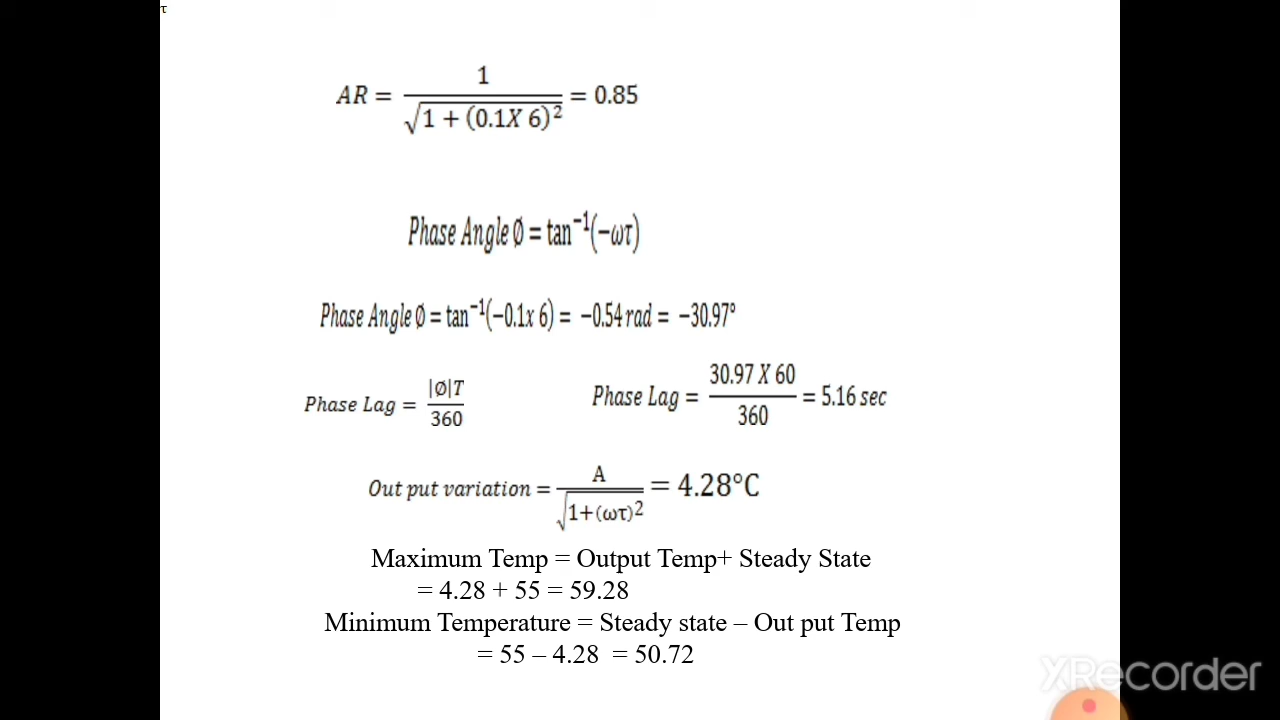 τ
AR = 1 / √1 + (0.1X 6)² = 0.85
Phase Angle Ø = tan⁻¹(−ωτ)
Phase Angle Ø = tan⁻¹(−0.1x 6) = −0.54 rad = −30.97°
Phase Lag = |Ø|T / 360
Phase Lag = 30.97 X 60 / 360 = 5.16 sec
Out put variation = A / √1+(ωτ)² = 4.28°C
Maximum Temp = Output Temp+ Steady State
= 4.28 + 55 = 59.28
Minimum Temperature = Steady state – Out put Temp
= 55 – 4.28 = 50.72
XRecorder